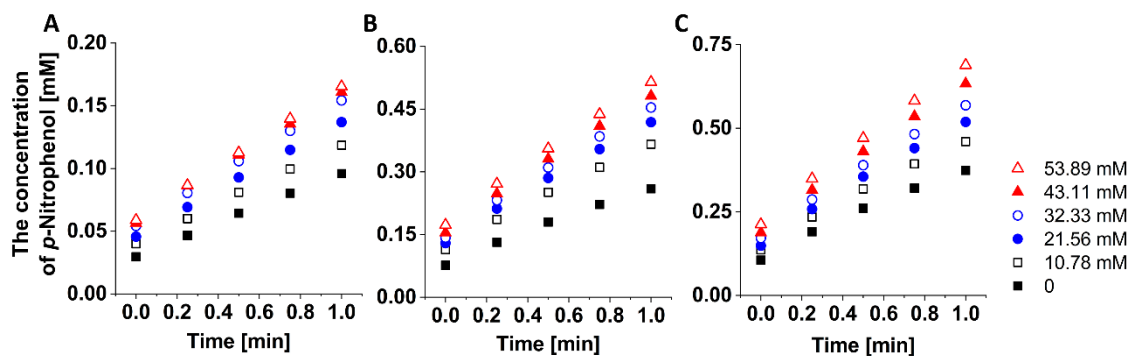 A
B
C
The concentration
of p-Nitrophenol [mM]
0.20
0.15
0.10
0.05
0.00
0.0 0.2 0.4 0.6 0.8 1.0
Time [min]
0.60
0.45
0.30
0.15
0.00
0.0 0.2 0.4 0.6 0.8 1.0
Time [min]
0.75
0.50
0.25
0.00
0.0 0.2 0.4 0.6 0.8 1.0
Time [min]
53.89 mM
43.11 mM
32.33 mM
21.56 mM
10.78 mM
0